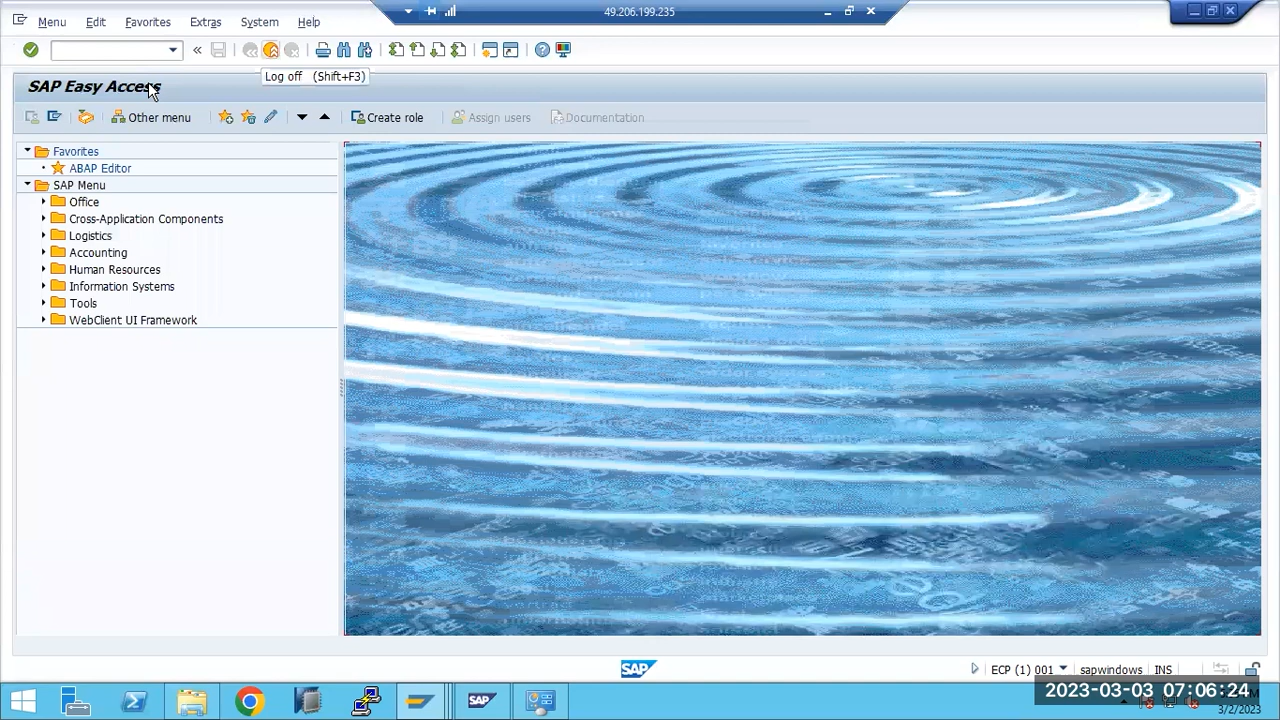 Menu Edit Favorites Extras System Help
49.206.199.235
Log off (Shift+F3)
SAP Easy Access
Other menu Create role Assign users Documentation
Favorites
ABAP Editor
SAP Menu
Office
Cross-Application Components
Logistics
Accounting
Human Resources
Information Systems
Tools
WebClient UI Framework
SAP
ECP (1) 001 sapwindows INS
SAP
2023-03-03 07:06:24
3/2/2023